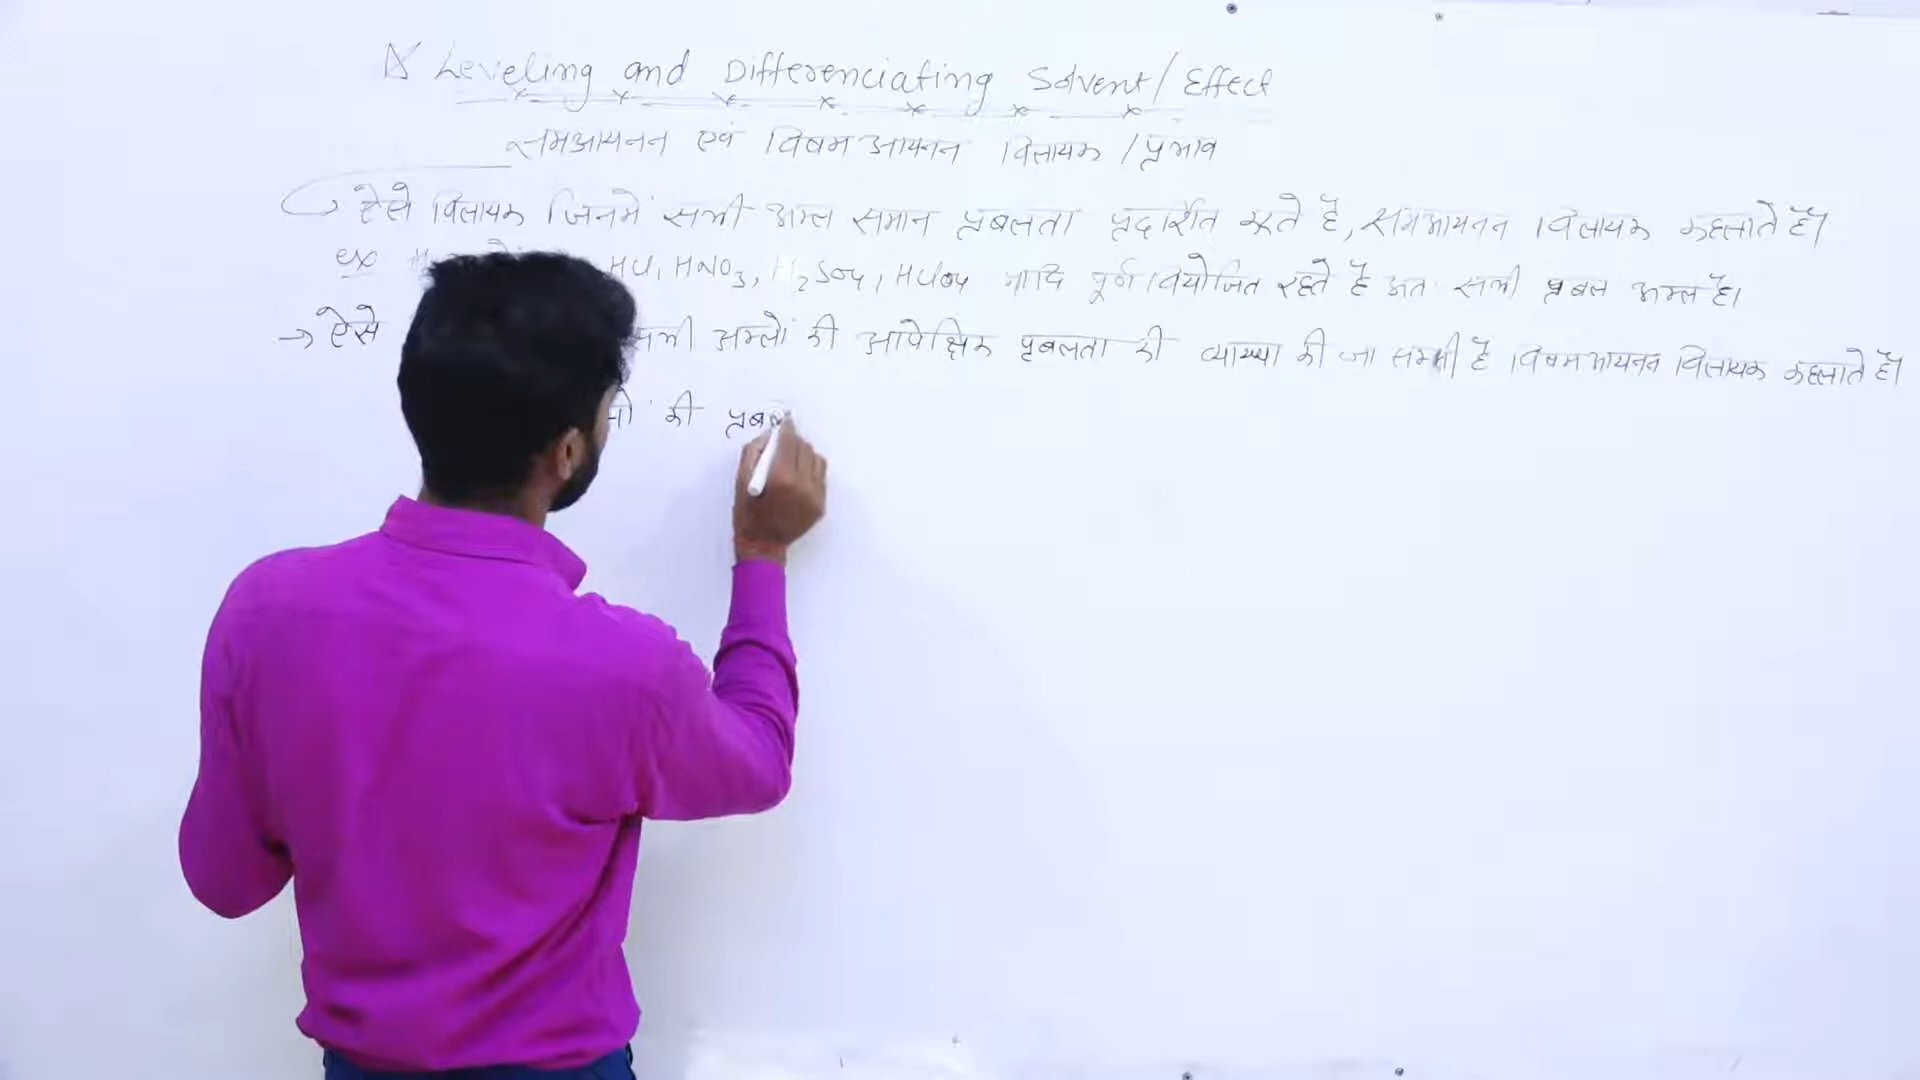 Leveling and Differenciating Solvent/Effect
समआयनन एवं विषमआयनन विलायक/प्रभाव
ऐसे विलायक जिनमें सभी अम्ल समान प्रबलता प्रदर्शित करते है, समआयनन विलायक कहलाते है।
ex HCl, HNO3, H2SO4, HClO4 आदि पूर्ण वियोजित रहते है अत: सभी प्रबल अम्ल है।
→ ऐसे सभी अम्लों की आपेक्षिक प्रबलता की व्याख्या की जा सकती है विषमआयनन विलायक कहलाते है।
की प्रबल